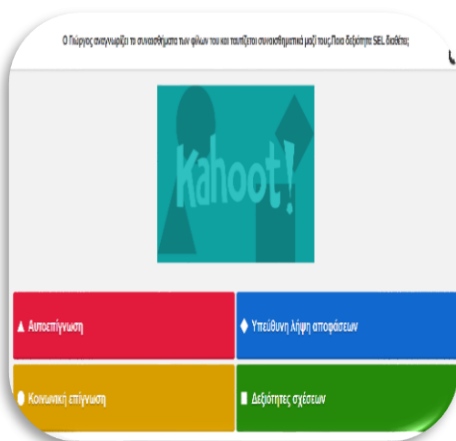 Ο Γιώργος αναγνωρίζει το συναισθήματα των φίλων του και ταυτίζεται συναισθηματικά μαζί τους.Ποια δεξιότητα SEL διαθέτει;
Kahoot!
Αυτοεπίγνωση
Υπεύθυνη λήψη αποφάσεων
Κοινωνική επίγνωση
Δεξιότητες σχέσεων